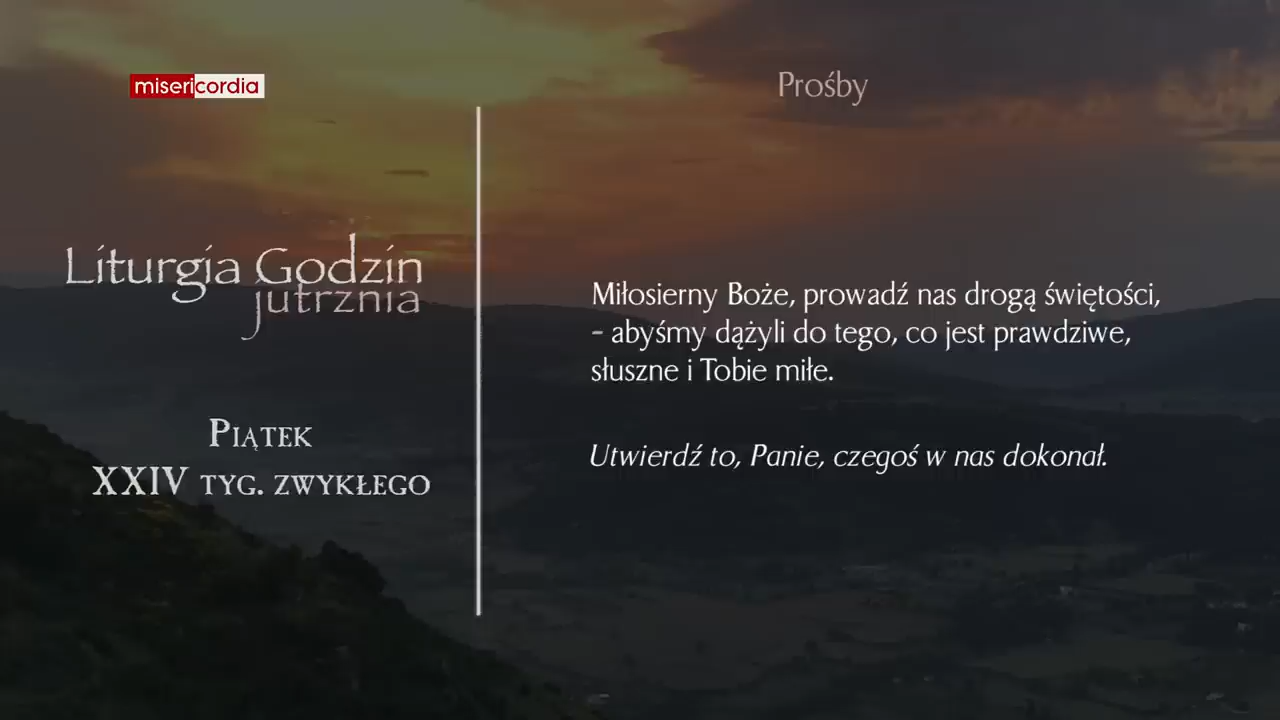 misericordia
Prośby
Liturgia Godzin
jutrznia
Piątek
XXIV tyg. zwykłego
Miłosierny Boże, prowadź nas drogą świętości,
- abyśmy dążyli do tego, co jest prawdziwe,
słuszne i Tobie miłe.
Utwierdź to, Panie, czegoś w nas dokonał.